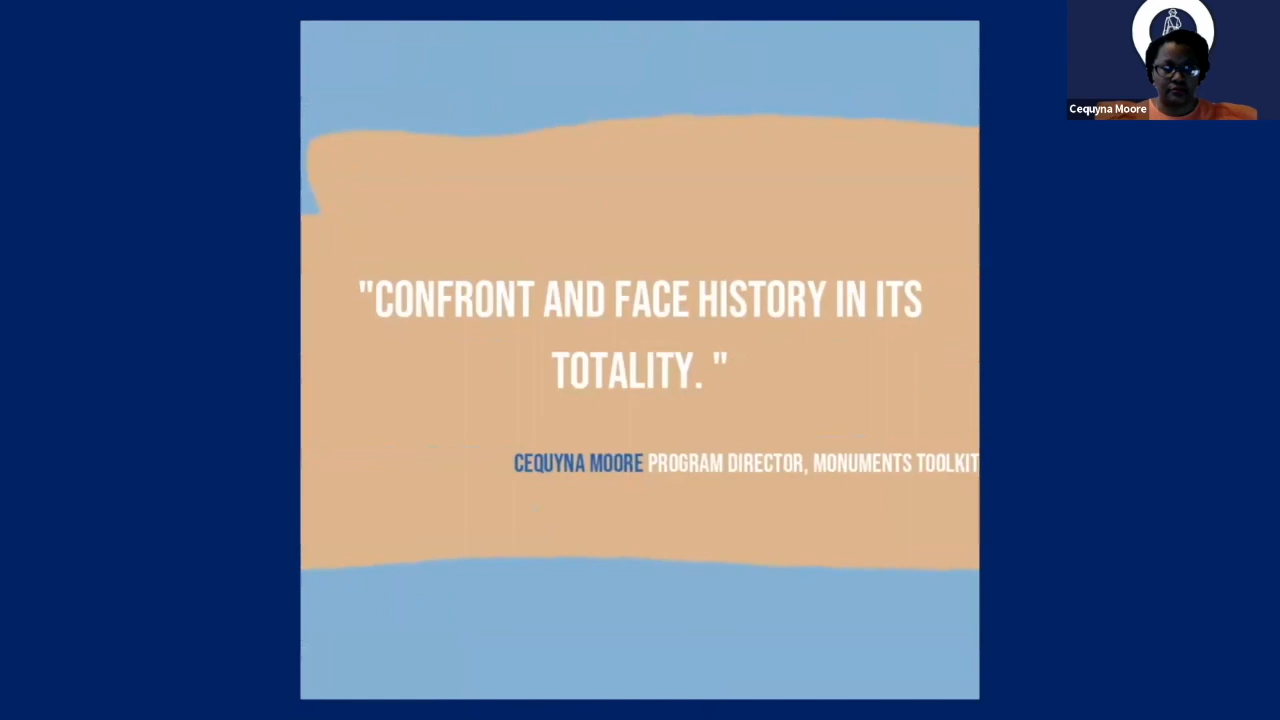 "CONFRONT AND FACE HISTORY IN ITS
TOTALITY. "
CEQUYNA MOORE PROGRAM DIRECTOR, MONUMENTS TOOLKIT
Cequyna Moore